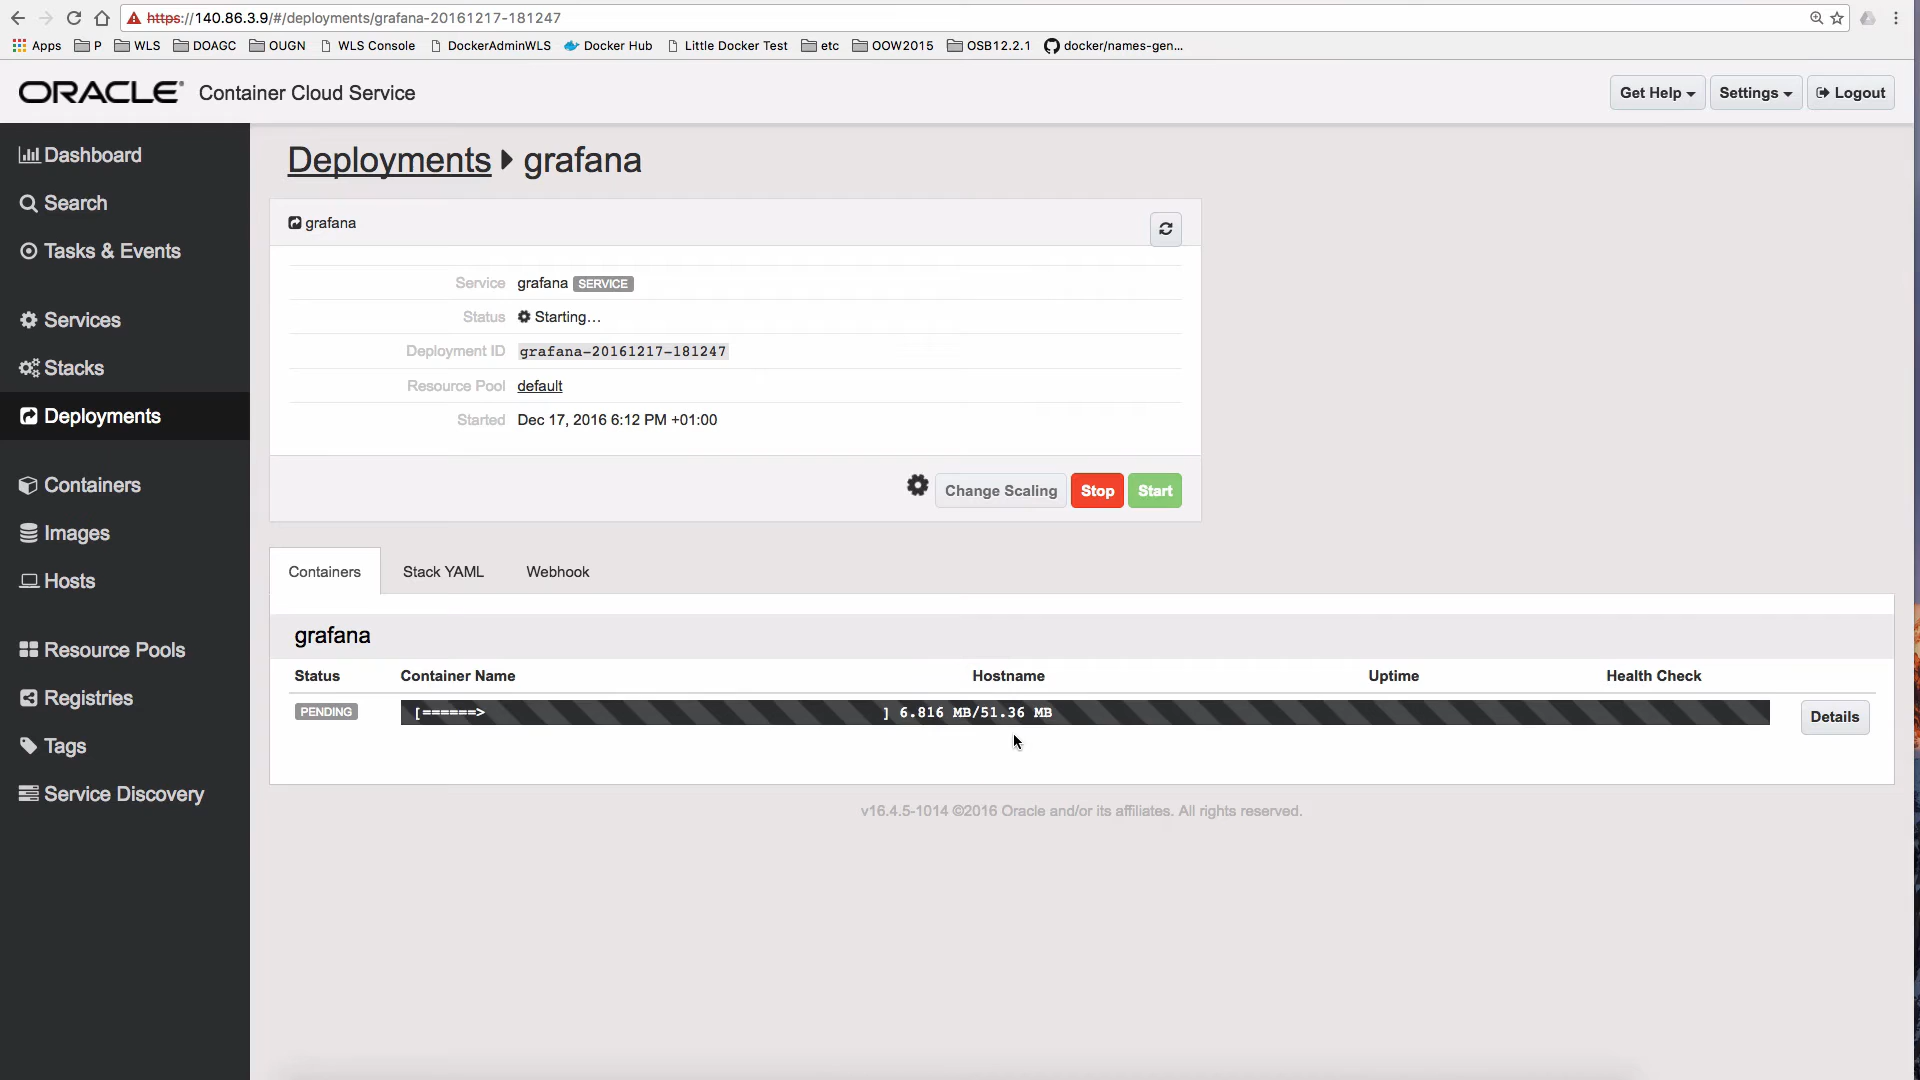 https://140.86.3.9/#/deployments/grafana-20161217-181247
Apps P WLS DOAGC OUGN WLS Console DockerAdminWLS Docker Hub Little Docker Test etc OOW2015 OSB12.2.1 docker/names-gen...
ORACLE® Container Cloud Service Get Help Settings Logout
Dashboard
Search
Tasks & Events
Services
Stacks
Deployments
Containers
Images
Hosts
Resource Pools
Registries
Tags
Service Discovery
Deployments grafana
grafana
Service grafana SERVICE
Status Starting...
Deployment ID grafana-20161217-181247
Resource Pool default
Started Dec 17, 2016 6:12 PM +01:00
Change Scaling Stop Start
Containers Stack YAML Webhook
grafana
Status Container Name Hostname Uptime Health Check
PENDING [======> ] 6.816 MB/51.36 MB Details
v16.4.5-1014 ©2016 Oracle and/or its affiliates. All rights reserved.